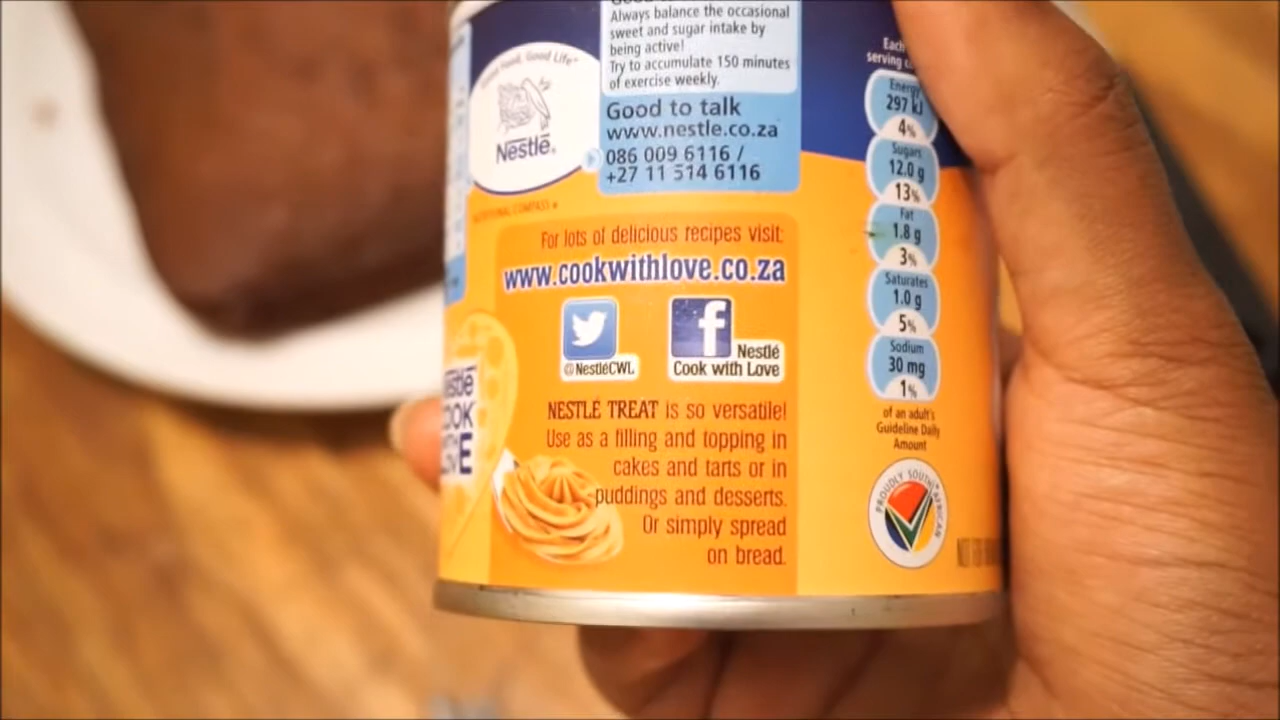 Always balance the occasional
sweet and sugar intake by
being active!
Try to accumulate 150 minutes
of exercise weekly.
Good Food, Good Life
Nestlé®
Good to talk
www.nestle.co.za
086 009 6116 /
+27 11 514 6116
NUTRITIONAL COMPASS
For lots of delicious recipes visit:
www.cookwithlove.co.za
@NestléCWL
Nestlé
Cook with Love
NESTLÉ TREAT is so versatile!
Use as a filling and topping in
cakes and tarts or in
puddings and desserts.
Or simply spread
on bread.
Each
serving
Energy
297 kJ
4%
Sugars
12.0 g
13%
Fat
1.8 g
3%
Saturates
1.0 g
5%
Sodium
30 mg
1%
of an adult's
Guideline Daily
Amount
PROUDLY SOUTH AFRICAN